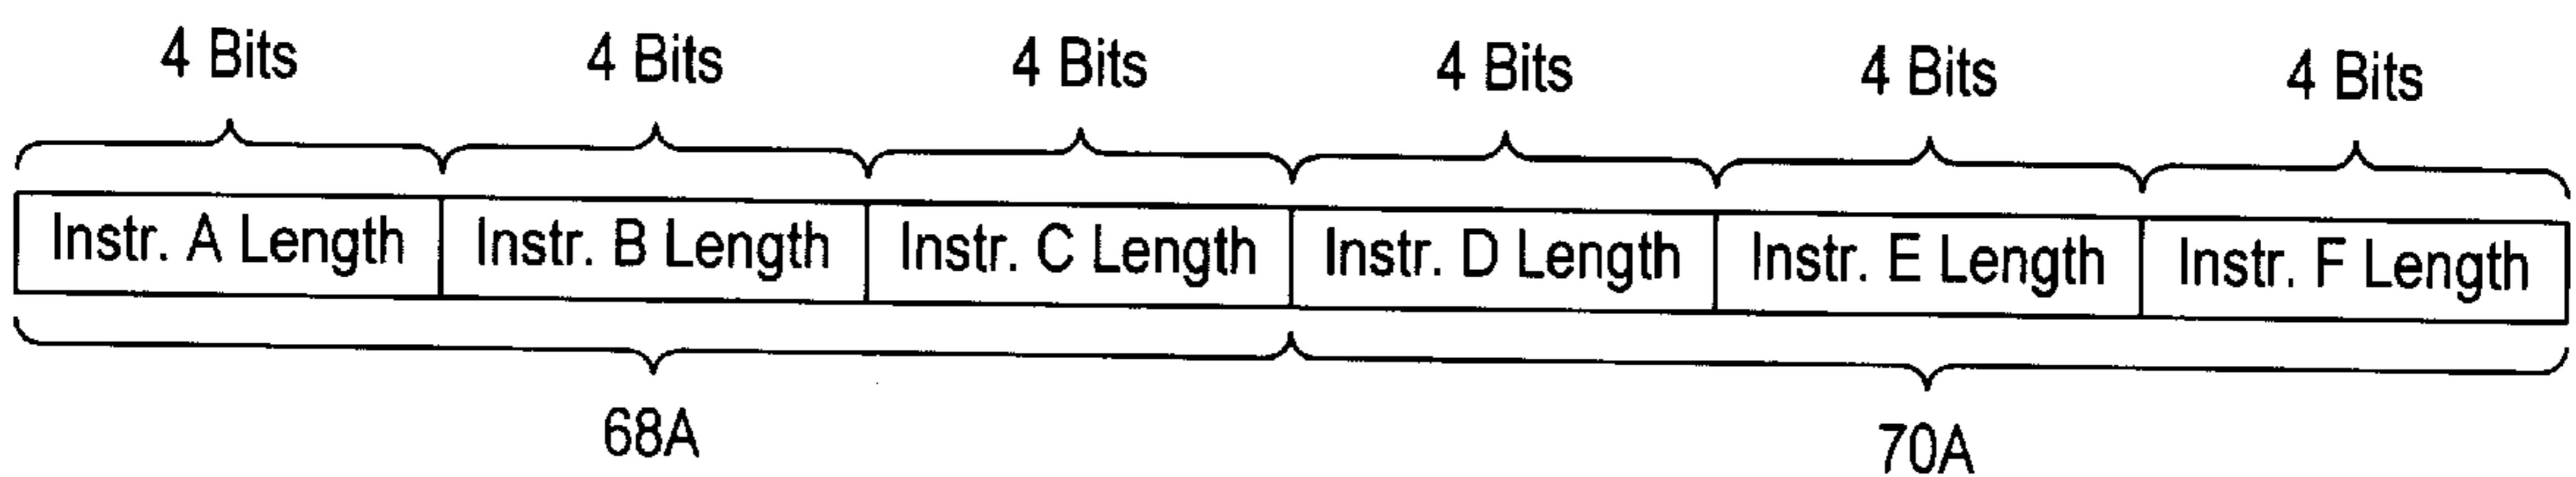 4 Bits 4 Bits 4 Bits 4 Bits 4 Bits 4 Bits
Instr. A Length Instr. B Length Instr. C Length Instr. D Length Instr. E Length Instr. F Length
68A 70A